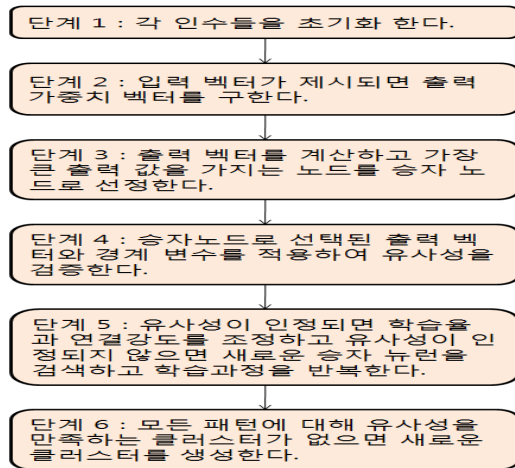 단계 1 : 각 인수들을 초기화 한다.
단계 2 : 입력 벡터가 제시되면 출력
가중치 벡터를 구한다.
단계 3 : 출력 벡터를 계산하고 가장
큰 출력 값을 가지는 노드를 승자 노
드로 선정한다.
단계 4 : 승자노드로 선택된 출력 벡
터와 경계 변수를 적용하여 유사성을
검증한다.
단계 5 : 유사성이 인정되면 학습율
과 연결강도를 조정하고 유사성이 인
정되지 않으면 새로운 승자 뉴런을
검색하고 학습과정을 반복한다.
단계 6 : 모든 패턴에 대해 유사성을
만족하는 클러스터가 없으면 새로운
클러스터를 생성한다.